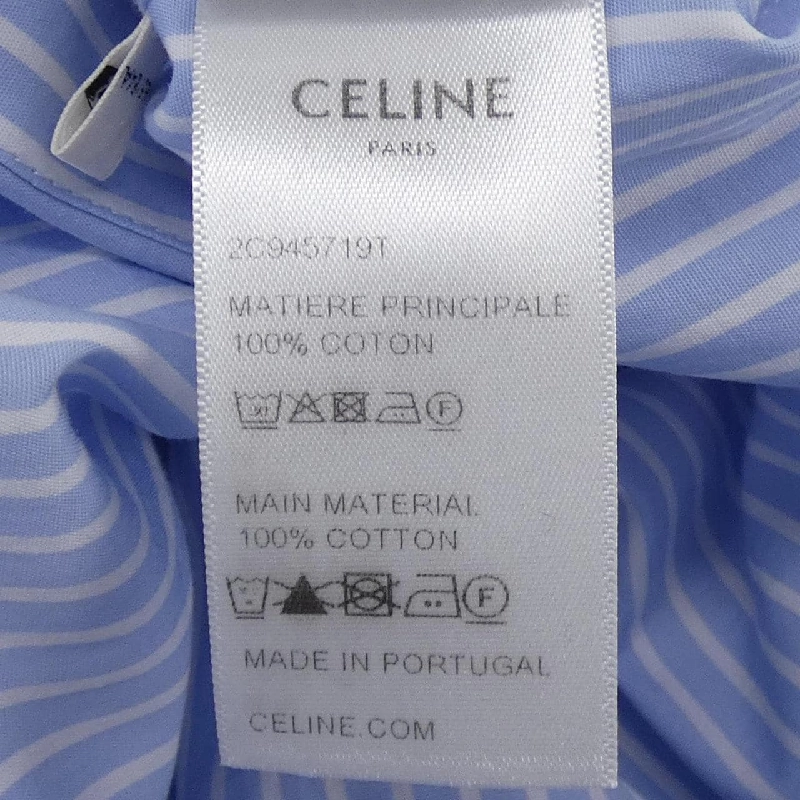 CELINE
PARIS
2C945719T
MATIERE PRINCIPALE
100% COTON
F
MAIN MATERIAL
100% COTTON
F
MADE IN PORTUGAL
CELINE.COM